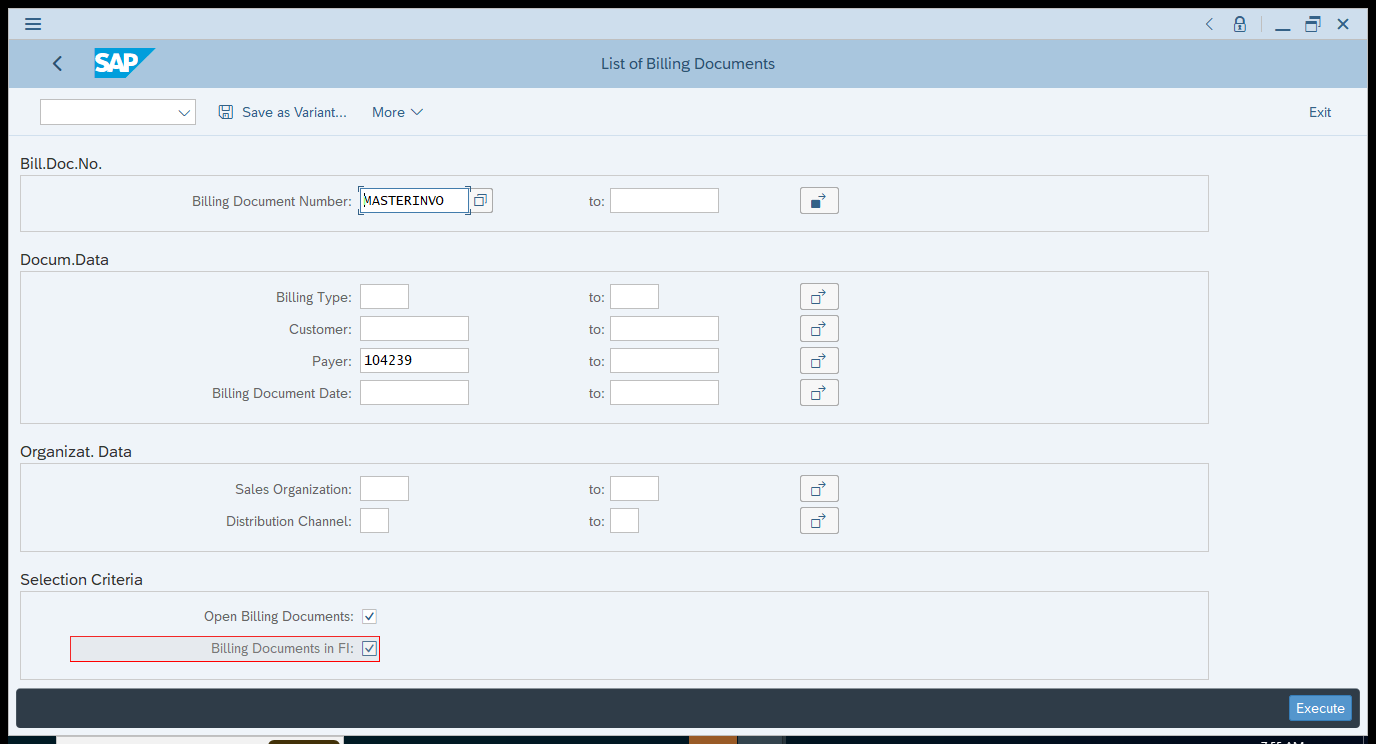 SAP
List of Billing Documents
Save as Variant... More Exit
Bill.Doc.No.
Billing Document Number: MASTERINVO to:
Docum.Data
Billing Type: to:
Customer: to:
Payer: 104239 to:
Billing Document Date: to:
Organizat. Data
Sales Organization: to:
Distribution Channel: to:
Selection Criteria
Open Billing Documents:
Billing Documents in FI:
Execute